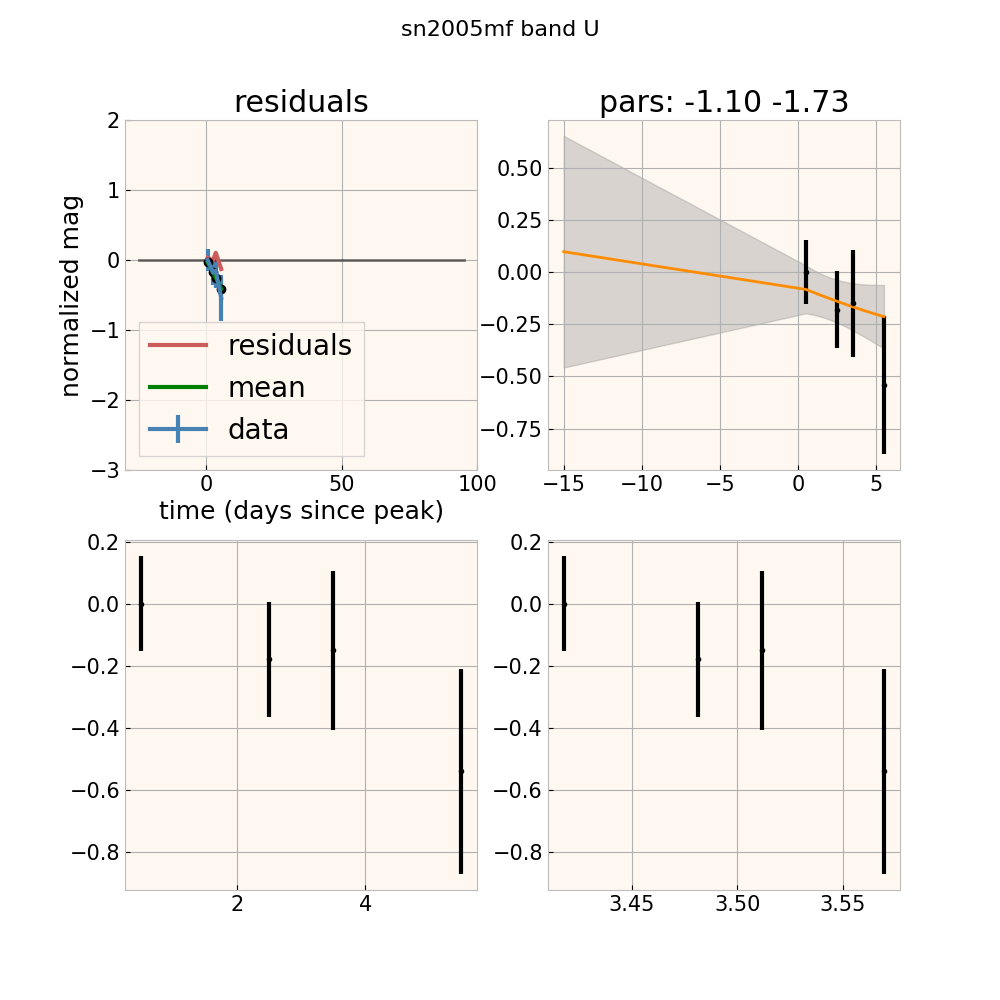 sn2005mf band U
residuals
pars: -1.10 -1.73
2
1
0
−1
−2
−3
normalized mag
residuals
mean
data
0 50 100
time (days since peak)
0.50
0.25
0.00
−0.25
−0.50
−0.75
−15 −10 −5 0 5
0.2
0.0
−0.2
−0.4
−0.6
−0.8
2 4
0.2
0.0
−0.2
−0.4
−0.6
−0.8
3.45 3.50 3.55